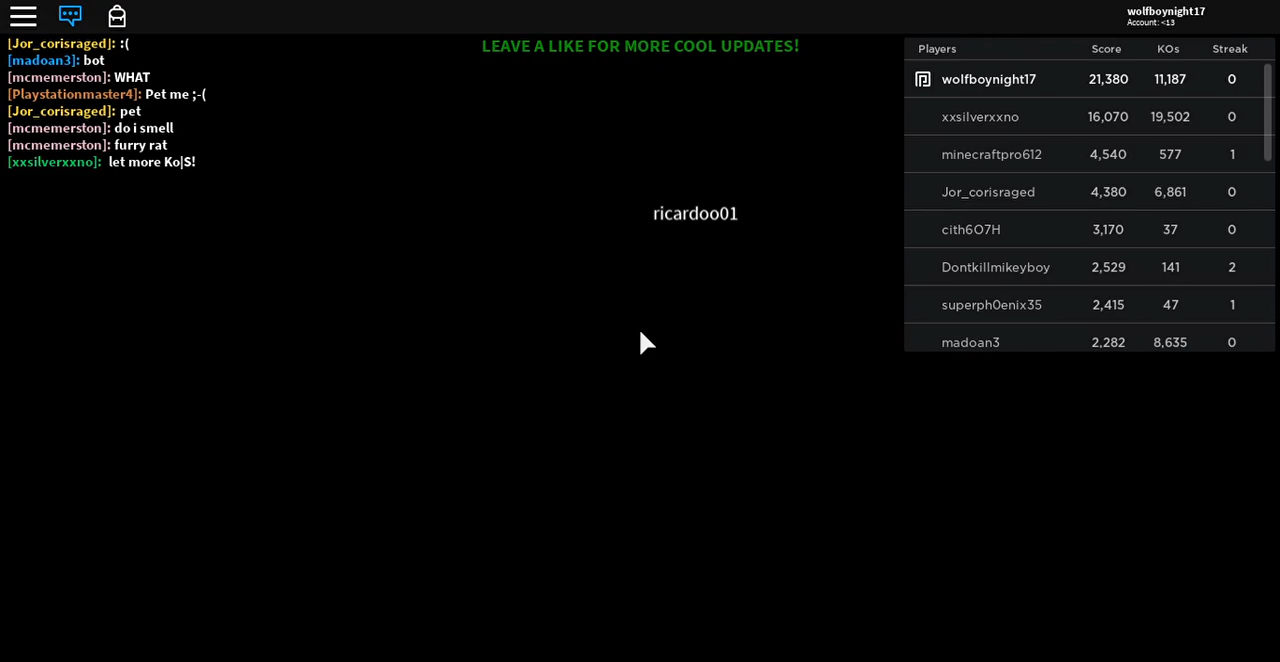 wolfboynight17
Account: <13
[Jor_corisraged]: :(
[madoan3]: bot
[mcmemerston]: WHAT
[Playstationmaster4]: Pet me ;-(
[Jor_corisraged]: pet
[mcmemerston]: do i smell
[mcmemerston]: furry rat
[xxsilverxxno]: let more Ko|S!
LEAVE A LIKE FOR MORE COOL UPDATES!
ricardoo01
Players Score KOs Streak
wolfboynight17 21,380 11,187 0
xxsilverxxno 16,070 19,502 0
minecraftpro612 4,540 577 1
Jor_corisraged 4,380 6,861 0
cith6O7H 3,170 37 0
Dontkillmikeyboy 2,529 141 2
superph0enix35 2,415 47 1
madoan3 2,282 8,635 0